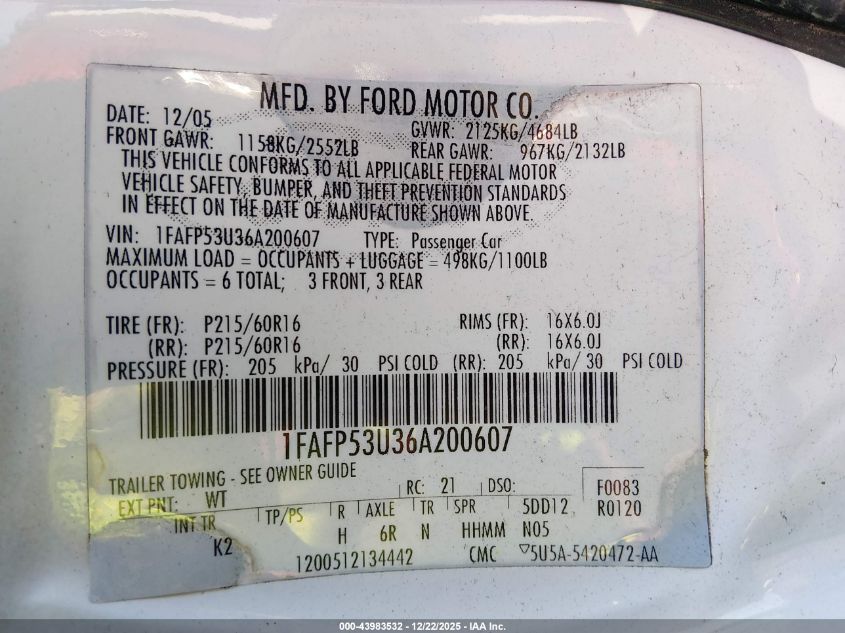 MFD. BY FORD MOTOR CO.
DATE: 12/05 GVWR: 2125KG/4684LB
FRONT GAWR: 1158KG/2552LB REAR GAWR: 967KG/2132LB
THIS VEHICLE CONFORMS TO ALL APPLICABLE FEDERAL MOTOR
VEHICLE SAFETY, BUMPER, AND THEFT PREVENTION STANDARDS
IN EFFECT ON THE DATE OF MANUFACTURE SHOWN ABOVE.
VIN: 1FAFP53U36A200607 TYPE: Passenger Car
MAXIMUM LOAD = OCCUPANTS + LUGGAGE = 498KG/1100LB
OCCUPANTS = 6 TOTAL; 3 FRONT, 3 REAR
TIRE (FR): P215/60R16 RIMS (FR): 16X6.0J
(RR): P215/60R16 (RR): 16X6.0J
PRESSURE (FR): 205 kPa/ 30 PSI COLD (RR): 205 kPa/ 30 PSI COLD
1FAFP53U36A200607
TRAILER TOWING - SEE OWNER GUIDE
RC: 21 DSO: F0083
EXT PNT: WT R0120
INT TR TP/PS R AXLE TR SPR 5DD12
K2 H 6R N HHMM N05
1200512134442 CMC ▽5U5A-5420472-AA
000-43983532 - 12/22/2025 - IAA Inc.